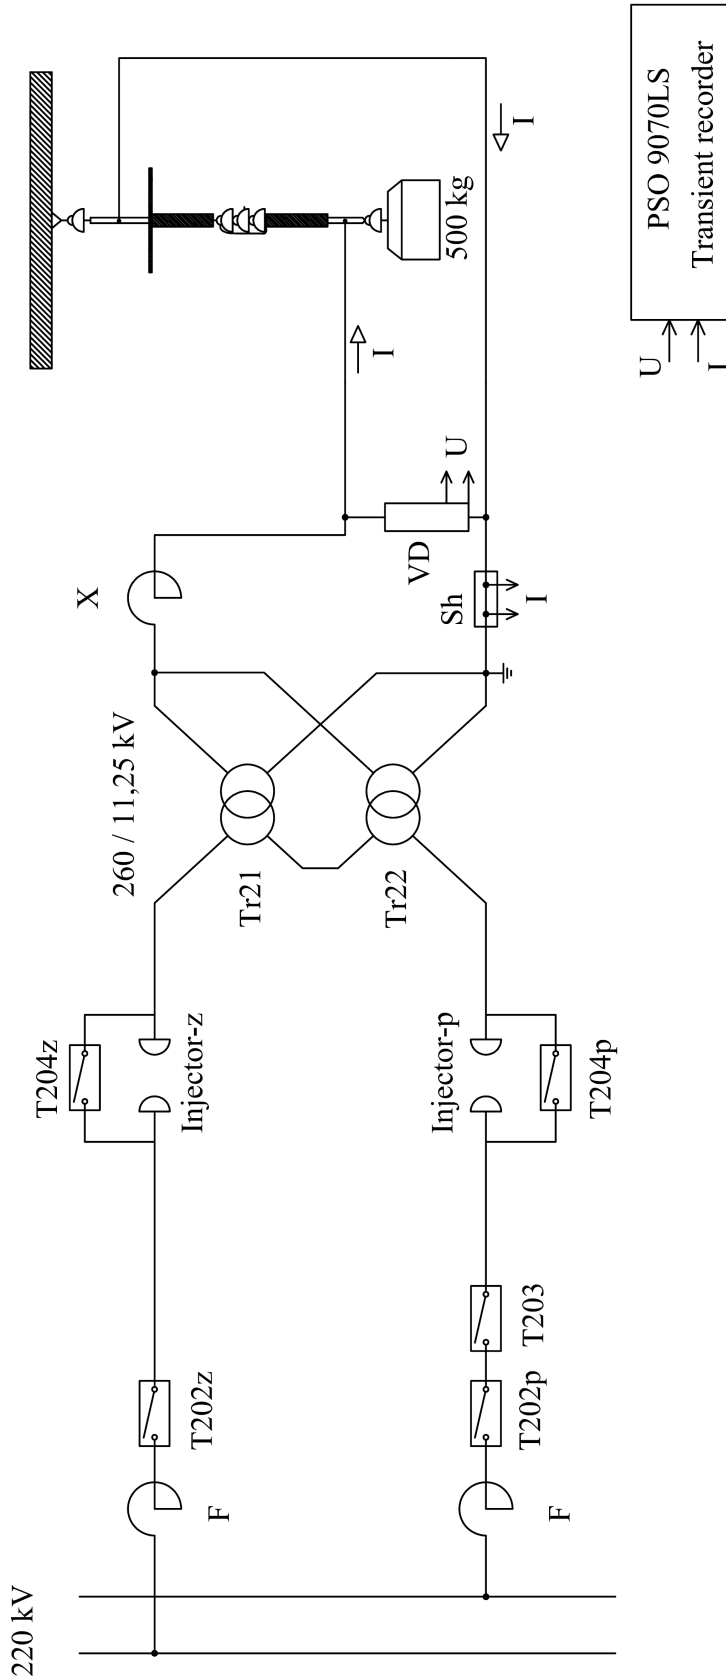 220 kV
F
T202z
T204z
Injector-z
260 / 11,25 kV
Tr21
X
F
T202p
T203
Injector-p
T204p
Tr22
VD
U
Sh
I
I
I
500 kg
PSO 9070LS
Transient recorder
U
I